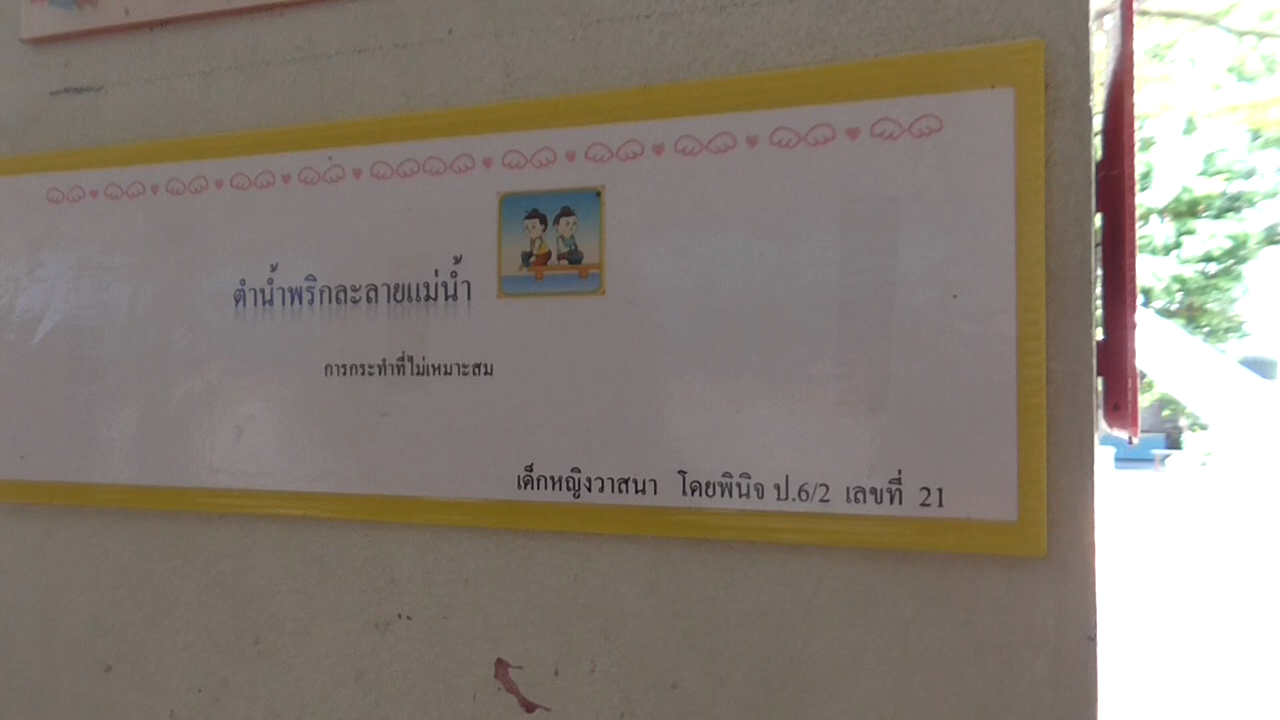 ตำน้ำพริกละลายแม่น้ำ
การกระทำที่ไม่เหมาะสม
เด็กหญิงวาสนา โดยพินิจ ป.6/2 เลขที่ 21